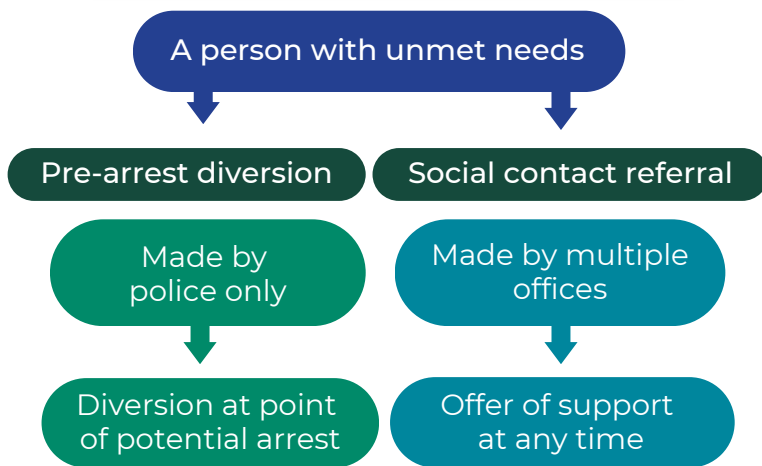 A person with unmet needs
Pre-arrest diversion
Social contact referral
Made by
police only
Made by multiple
offices
Diversion at point
of potential arrest
Offer of support
at any time